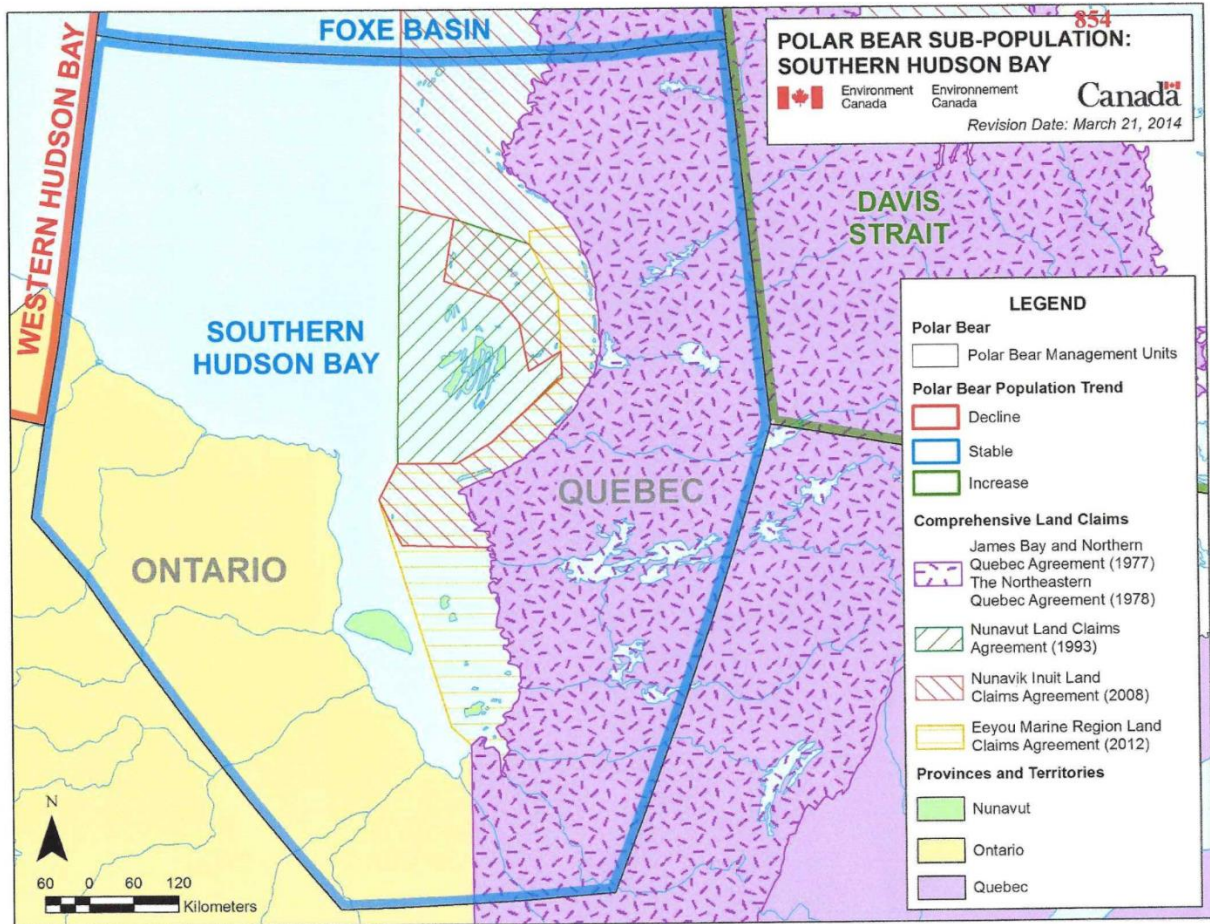 854
POLAR BEAR SUB-POPULATION:
SOUTHERN HUDSON BAY
Environment
Canada
Environnement
Canada
Canada
Revision Date: March 21, 2014
FOXE BASIN
WESTERN HUDSON BAY
DAVIS
STRAIT
SOUTHERN
HUDSON BAY
QUEBEC
ONTARIO
LEGEND
Polar Bear
Polar Bear Management Units
Polar Bear Population Trend
Decline
Stable
Increase
Comprehensive Land Claims
James Bay and Northern
Quebec Agreement (1977)
The Northeastern
Quebec Agreement (1978)
Nunavut Land Claims
Agreement (1993)
Nunavik Inuit Land
Claims Agreement (2008)
Eeyou Marine Region Land
Claims Agreement (2012)
Provinces and Territories
Nunavut
Ontario
Quebec
N
60 0 60 120
Kilometers